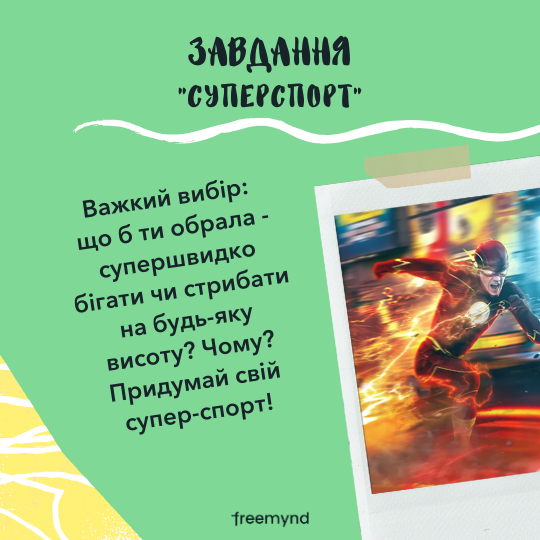 ЗАВДАННЯ
"СУПЕРСПОРТ"
Важкий вибір:
що б ти обрала -
супершвидко
бігати чи стрибати
на будь-яку
висоту? Чому?
Придумай свій
супер-спорт!
freemynd